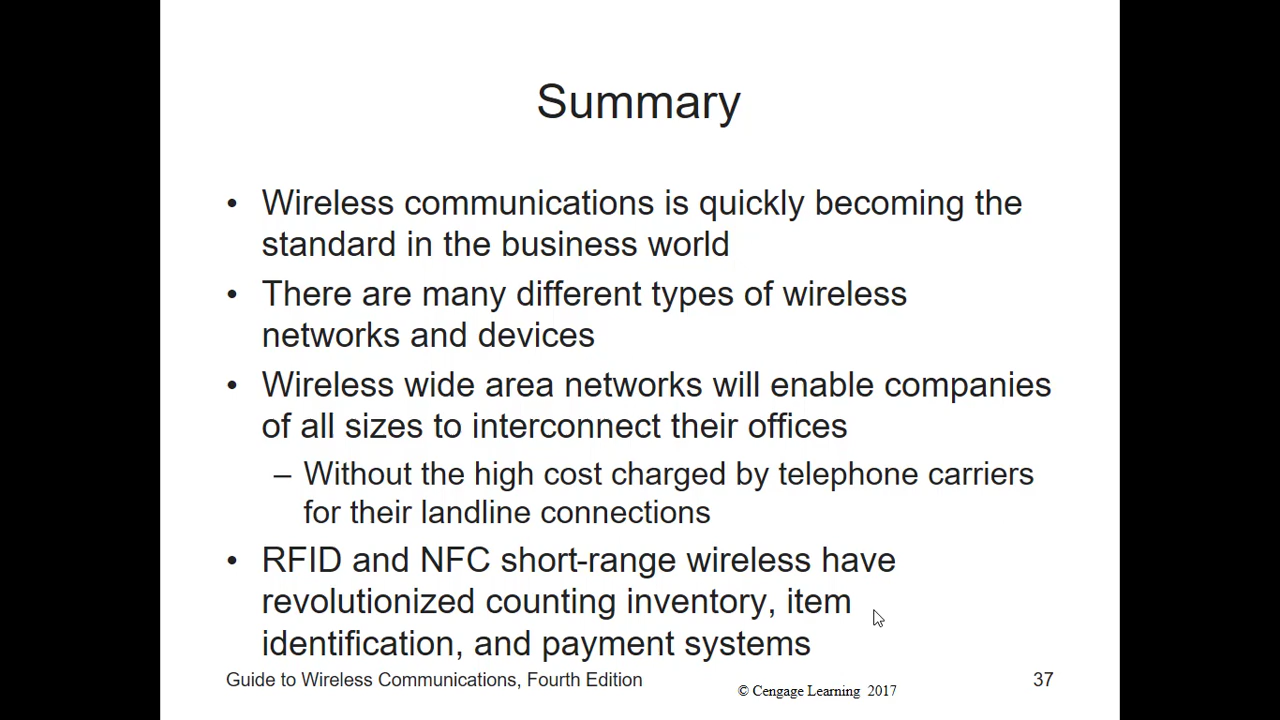 Summary
• Wireless communications is quickly becoming the
standard in the business world
• There are many different types of wireless
networks and devices
• Wireless wide area networks will enable companies
of all sizes to interconnect their offices
– Without the high cost charged by telephone carriers
for their landline connections
• RFID and NFC short-range wireless have
revolutionized counting inventory, item
identification, and payment systems
Guide to Wireless Communications, Fourth Edition
© Cengage Learning 2017
37